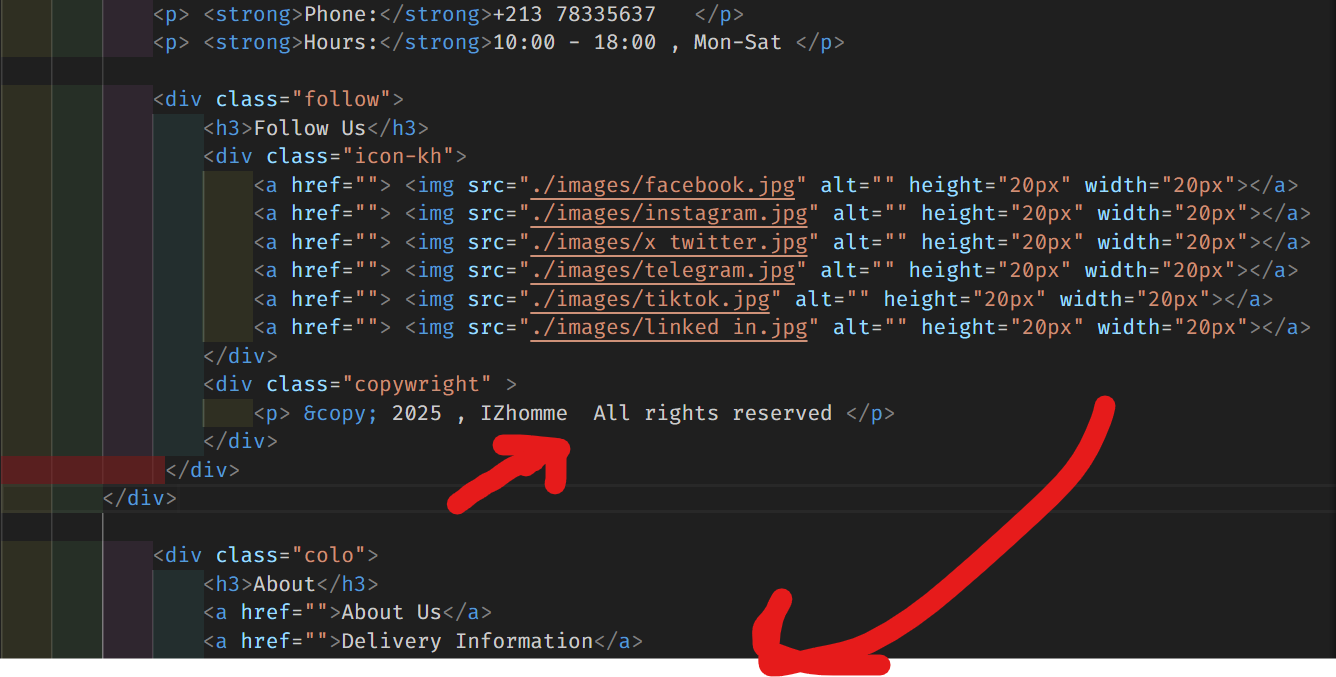 <p> <strong>Phone:</strong>+213 78335637   </p>
<p> <strong>Hours:</strong>10:00 - 18:00 , Mon-Sat </p>
<div class="follow">
<h3>Follow Us</h3>
<div class="icon-kh">
<a href=""> <img src="./images/facebook.jpg" alt="" height="20px" width="20px"></a>
<a href=""> <img src="./images/instagram.jpg" alt="" height="20px" width="20px"></a>
<a href=""> <img src="./images/x twitter.jpg" alt="" height="20px" width="20px"></a>
<a href=""> <img src="./images/telegram.jpg" alt="" height="20px" width="20px"></a>
<a href=""> <img src="./images/tiktok.jpg" alt="" height="20px" width="20px"></a>
<a href=""> <img src="./images/linked in.jpg" alt="" height="20px" width="20px"></a>
</div>
<div class="copywright" >
<p> &copy; 2025 , IZhomme  All rights reserved </p>
</div>
</div>
</div>
<div class="colo">
<h3>About</h3>
<a href="">About Us</a>
<a href="">Delivery Information</a>